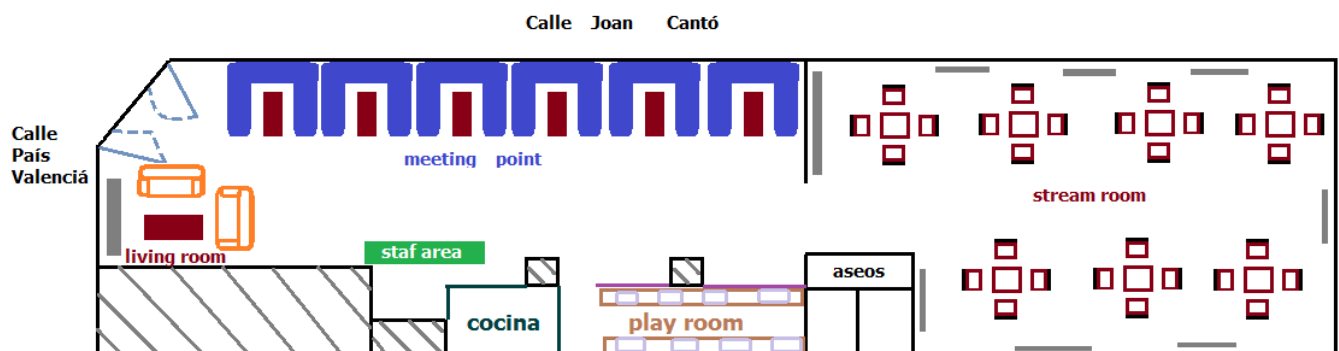 Calle Joan Cantó
Calle
País
Valenciá
meeting point
stream room
living room
staf area
aseos
cocina
play room